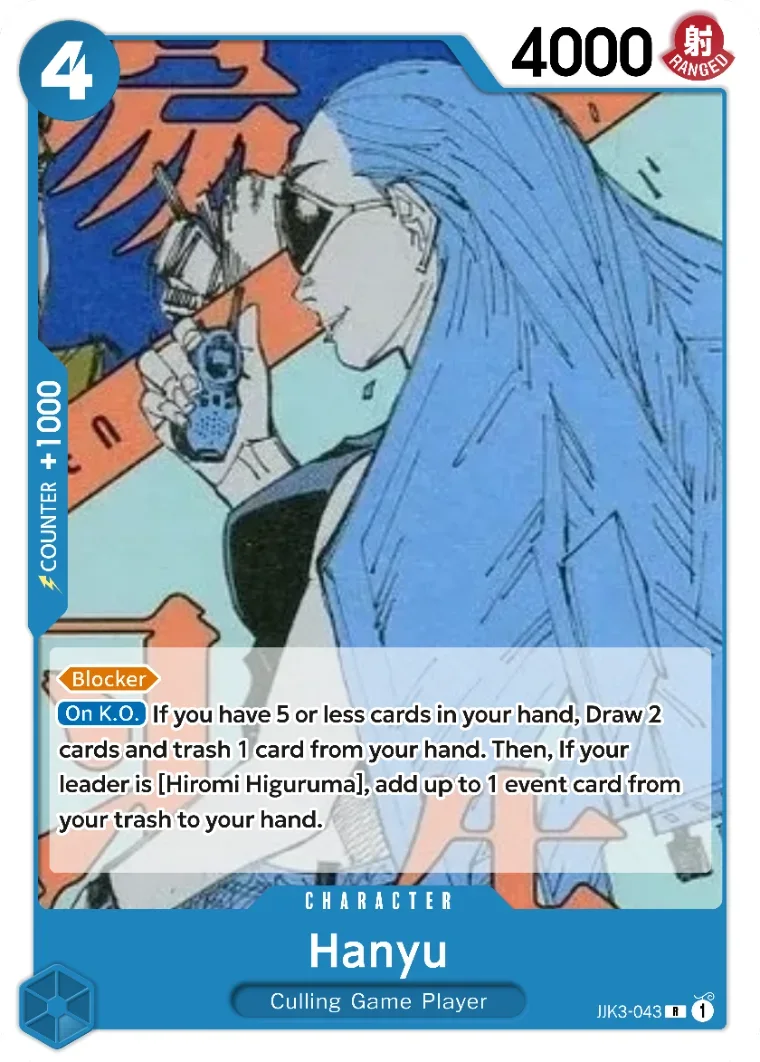 4
4000
射
RANGED
COUNTER +1000
Blocker
On K.O. If you have 5 or less cards in your hand, Draw 2
cards and trash 1 card from your hand. Then, If your
leader is [Hiromi Higuruma], add up to 1 event card from
your trash to your hand.
CHARACTER
Hanyu
Culling Game Player
JJK3-043 R 1